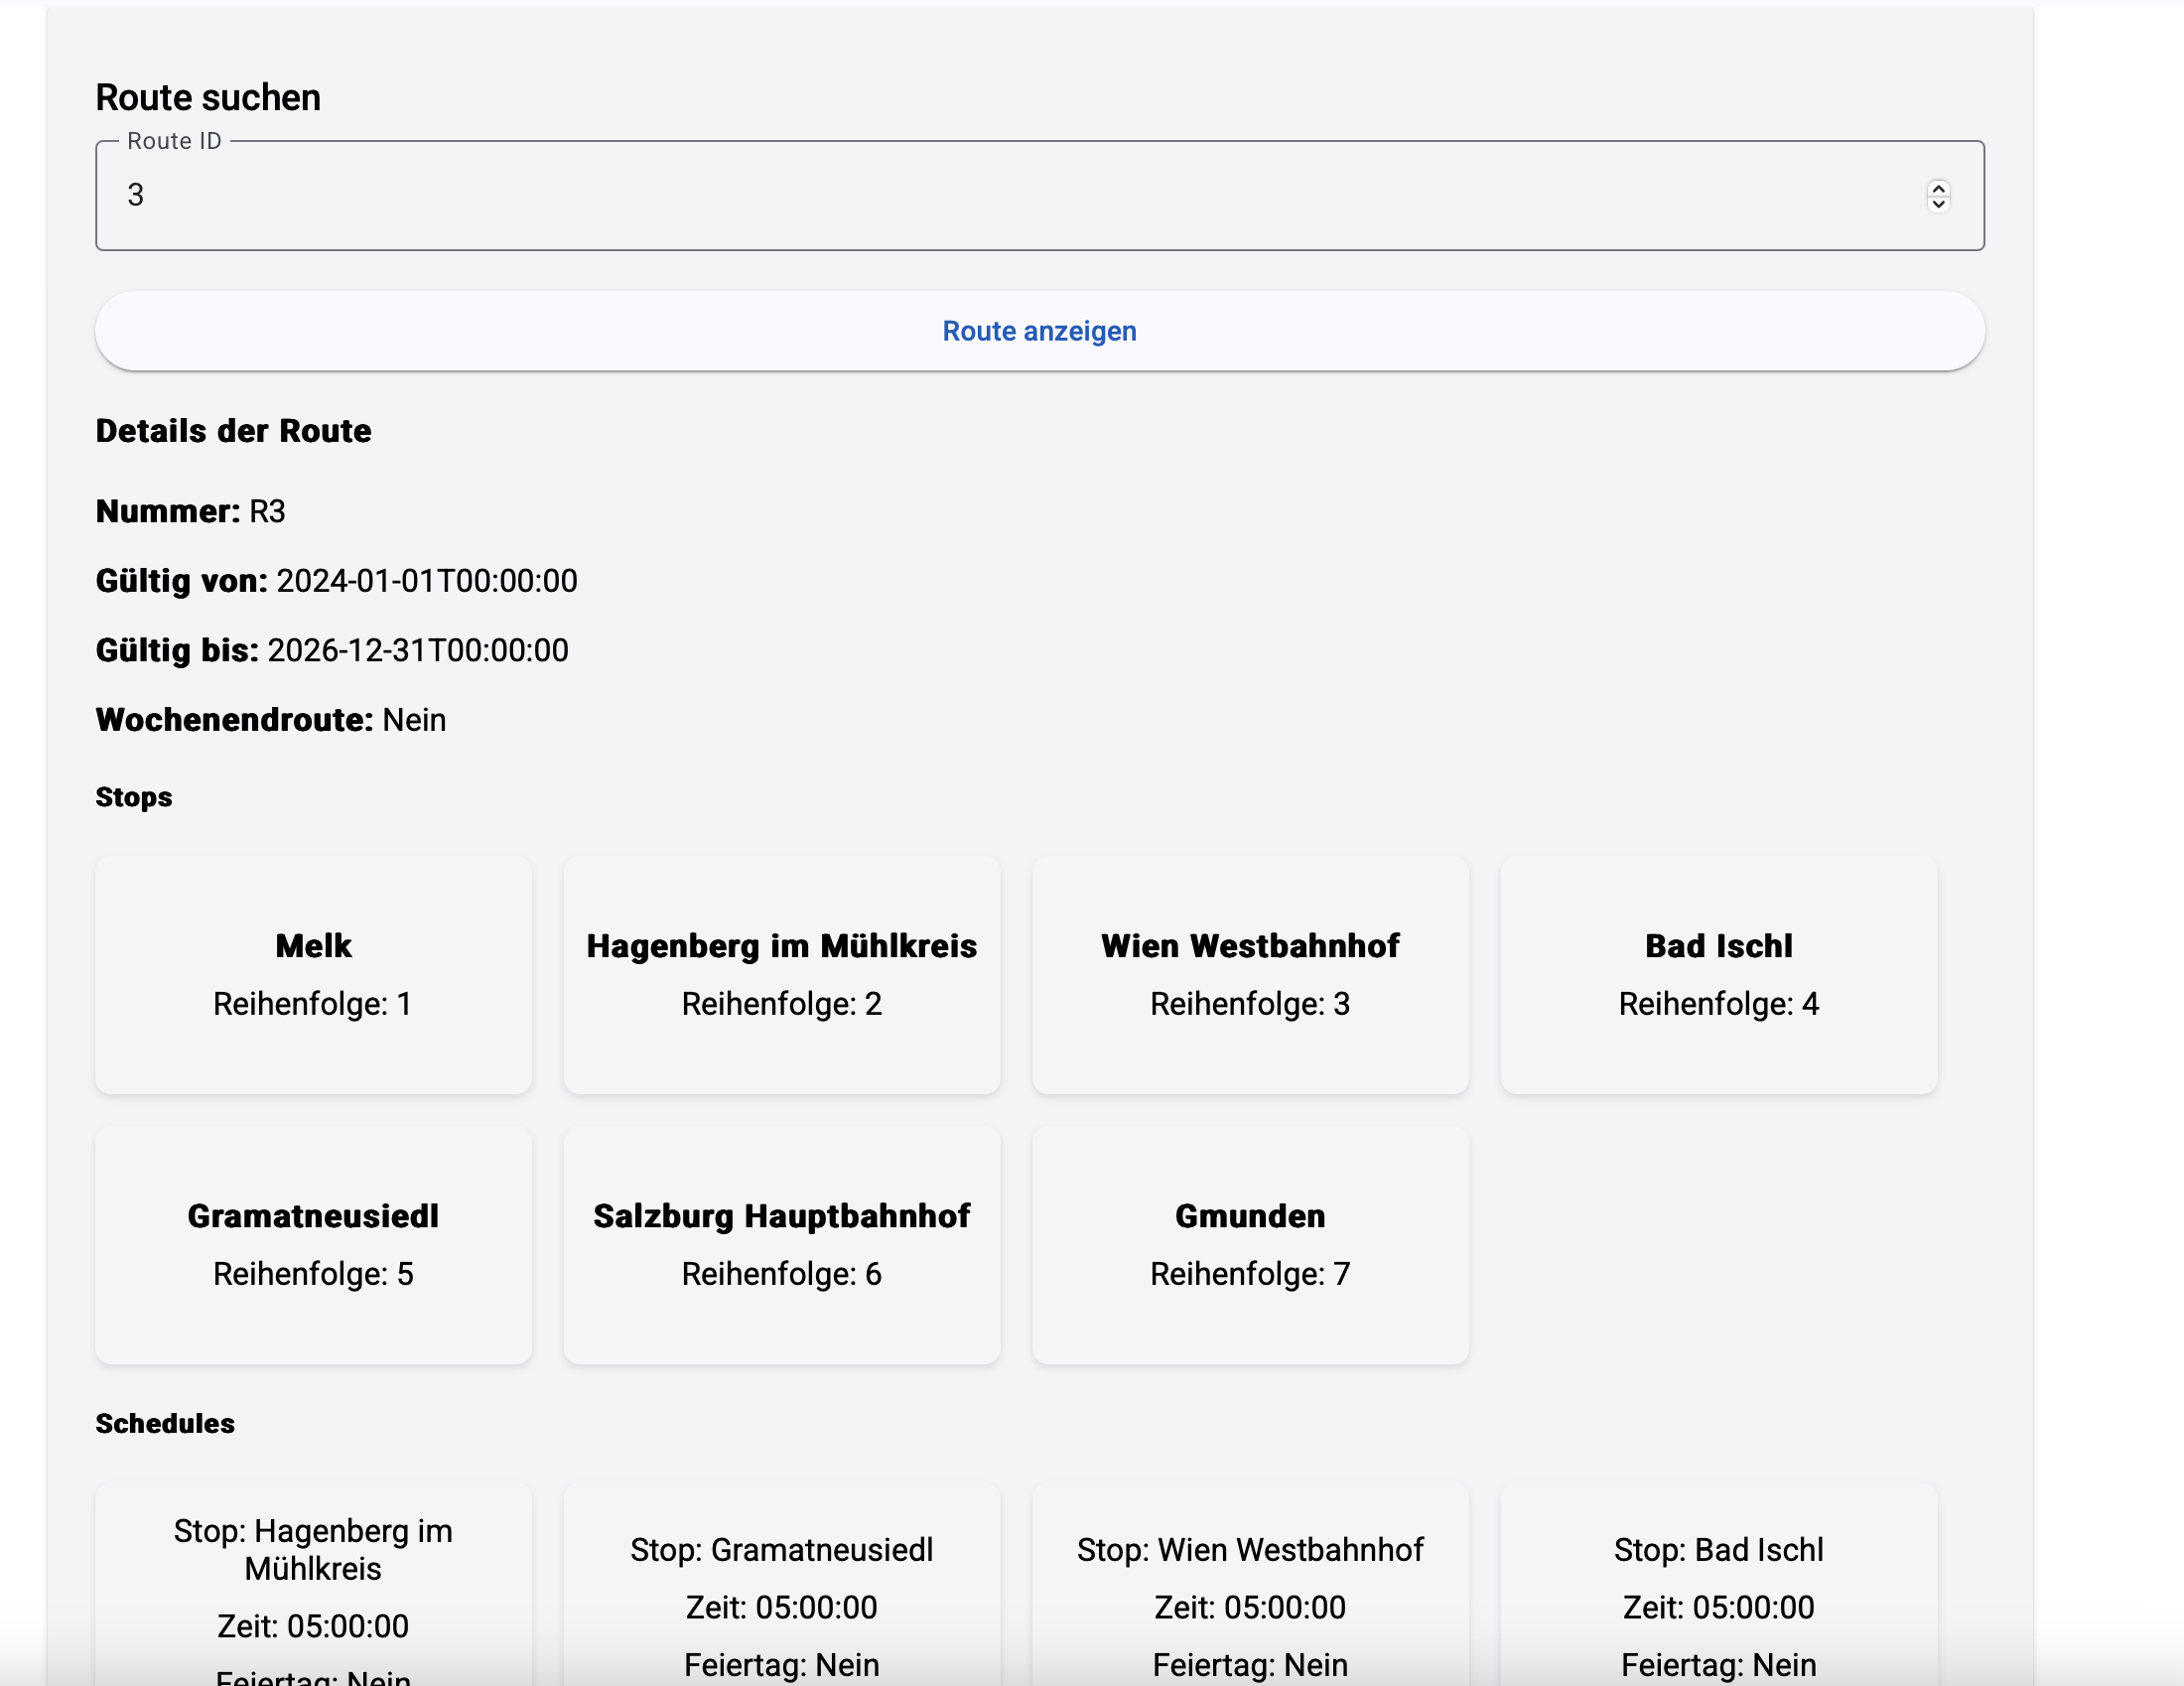 Route suchen
Route ID
3
Route anzeigen
Details der Route
Nummer: R3
Gültig von: 2024-01-01T00:00:00
Gültig bis: 2026-12-31T00:00:00
Wochenendroute: Nein
Stops
Melk
Reihenfolge: 1
Hagenberg im Mühlkreis
Reihenfolge: 2
Wien Westbahnhof
Reihenfolge: 3
Bad Ischl
Reihenfolge: 4
Gramatneusiedl
Reihenfolge: 5
Salzburg Hauptbahnhof
Reihenfolge: 6
Gmunden
Reihenfolge: 7
Schedules
Stop: Hagenberg im
Mühlkreis
Zeit: 05:00:00
Feiertag: Nein
Stop: Gramatneusiedl
Zeit: 05:00:00
Feiertag: Nein
Stop: Wien Westbahnhof
Zeit: 05:00:00
Feiertag: Nein
Stop: Bad Ischl
Zeit: 05:00:00
Feiertag: Nein